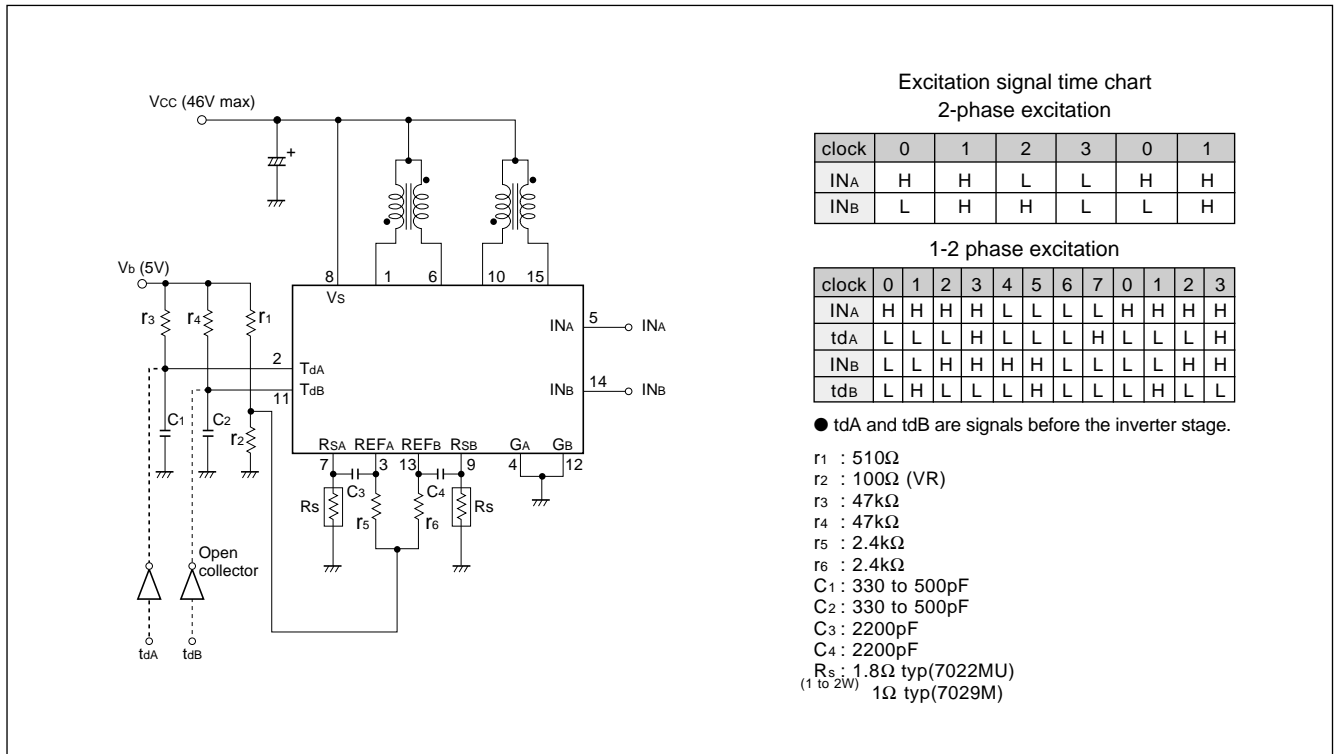 Vcc (46V max)
+
Vb (5V)
r3
r4
r1
8
1
6
10
15
Vs
INA
5
INA
2
TdA
TdB
11
INB
14
INB
C1
C2
r2
RSA
REFA
REFB
RSB
GA
GB
7
3
13
9
4
12
C3
C4
Rs
r5
r6
Rs
Open
collector
tdA
tdB
Excitation signal time chart
2-phase excitation
clock 0 1 2 3 0 1
INA H H L L H H
INB L H H L L H
1-2 phase excitation
clock 0 1 2 3 4 5 6 7 0 1 2 3
INA H H H H L L L L H H H H
tdA L L L H L L L H L L L H
INB L L H H H H L L L L H H
tdB L H L L L H L L L H L L
● tdA and tdB are signals before the inverter stage.
r1 : 510Ω
r2 : 100Ω (VR)
r3 : 47kΩ
r4 : 47kΩ
r5 : 2.4kΩ
r6 : 2.4kΩ
C1 : 330 to 500pF
C2 : 330 to 500pF
C3 : 2200pF
C4 : 2200pF
Rs : 1.8Ω typ(7022MU)
(1 to 2W) 1Ω typ(7029M)